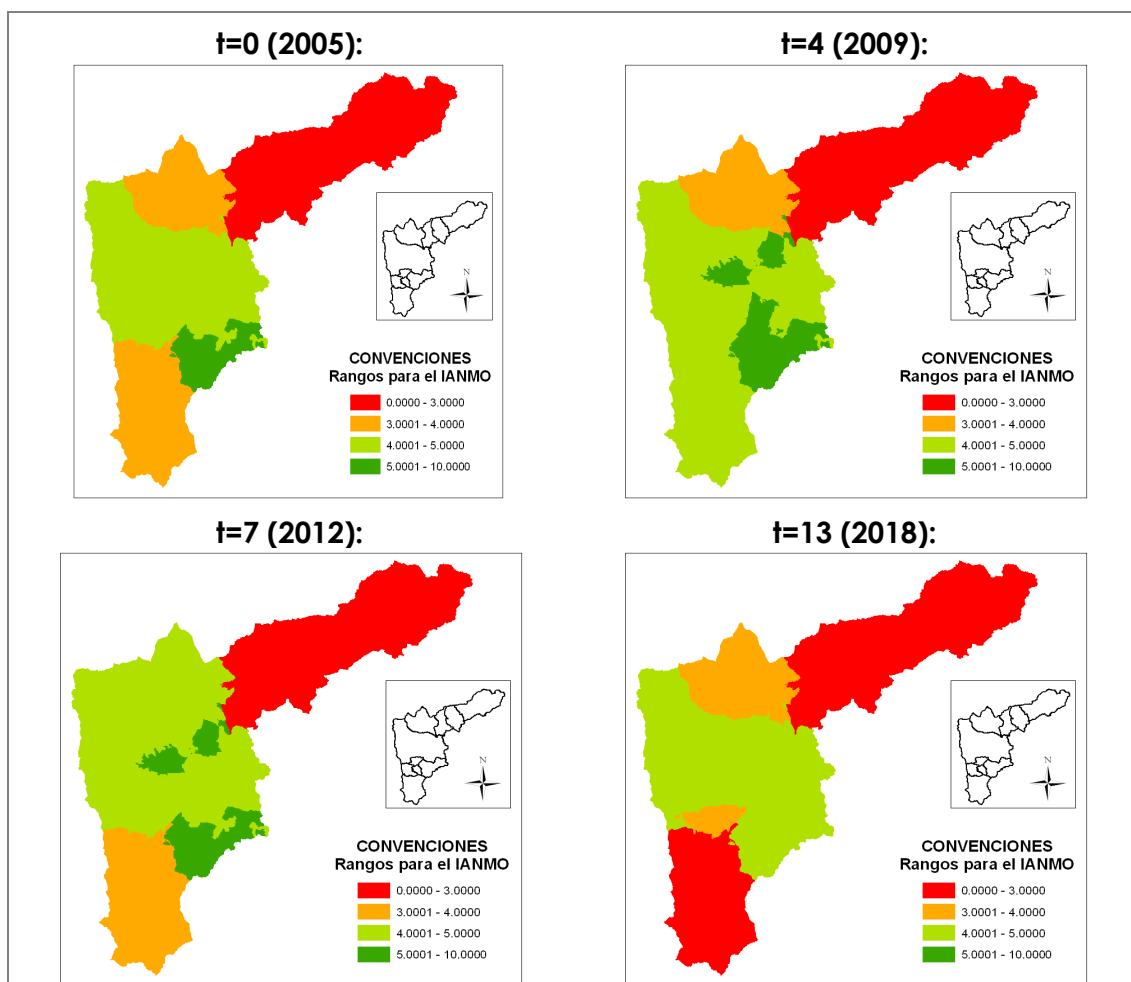 t=0 (2005):
N
CONVENCIONES
Rangos para el IANMO
0.0000 - 3.0000
3.0001 - 4.0000
4.0001 - 5.0000
5.0001 - 10.0000
t=4 (2009):
N
CONVENCIONES
Rangos para el IANMO
0.0000 - 3.0000
3.0001 - 4.0000
4.0001 - 5.0000
5.0001 - 10.0000
t=7 (2012):
N
CONVENCIONES
Rangos para el IANMO
0.0000 - 3.0000
3.0001 - 4.0000
4.0001 - 5.0000
5.0001 - 10.0000
t=13 (2018):
N
CONVENCIONES
Rangos para el IANMO
0.0000 - 3.0000
3.0001 - 4.0000
4.0001 - 5.0000
5.0001 - 10.0000